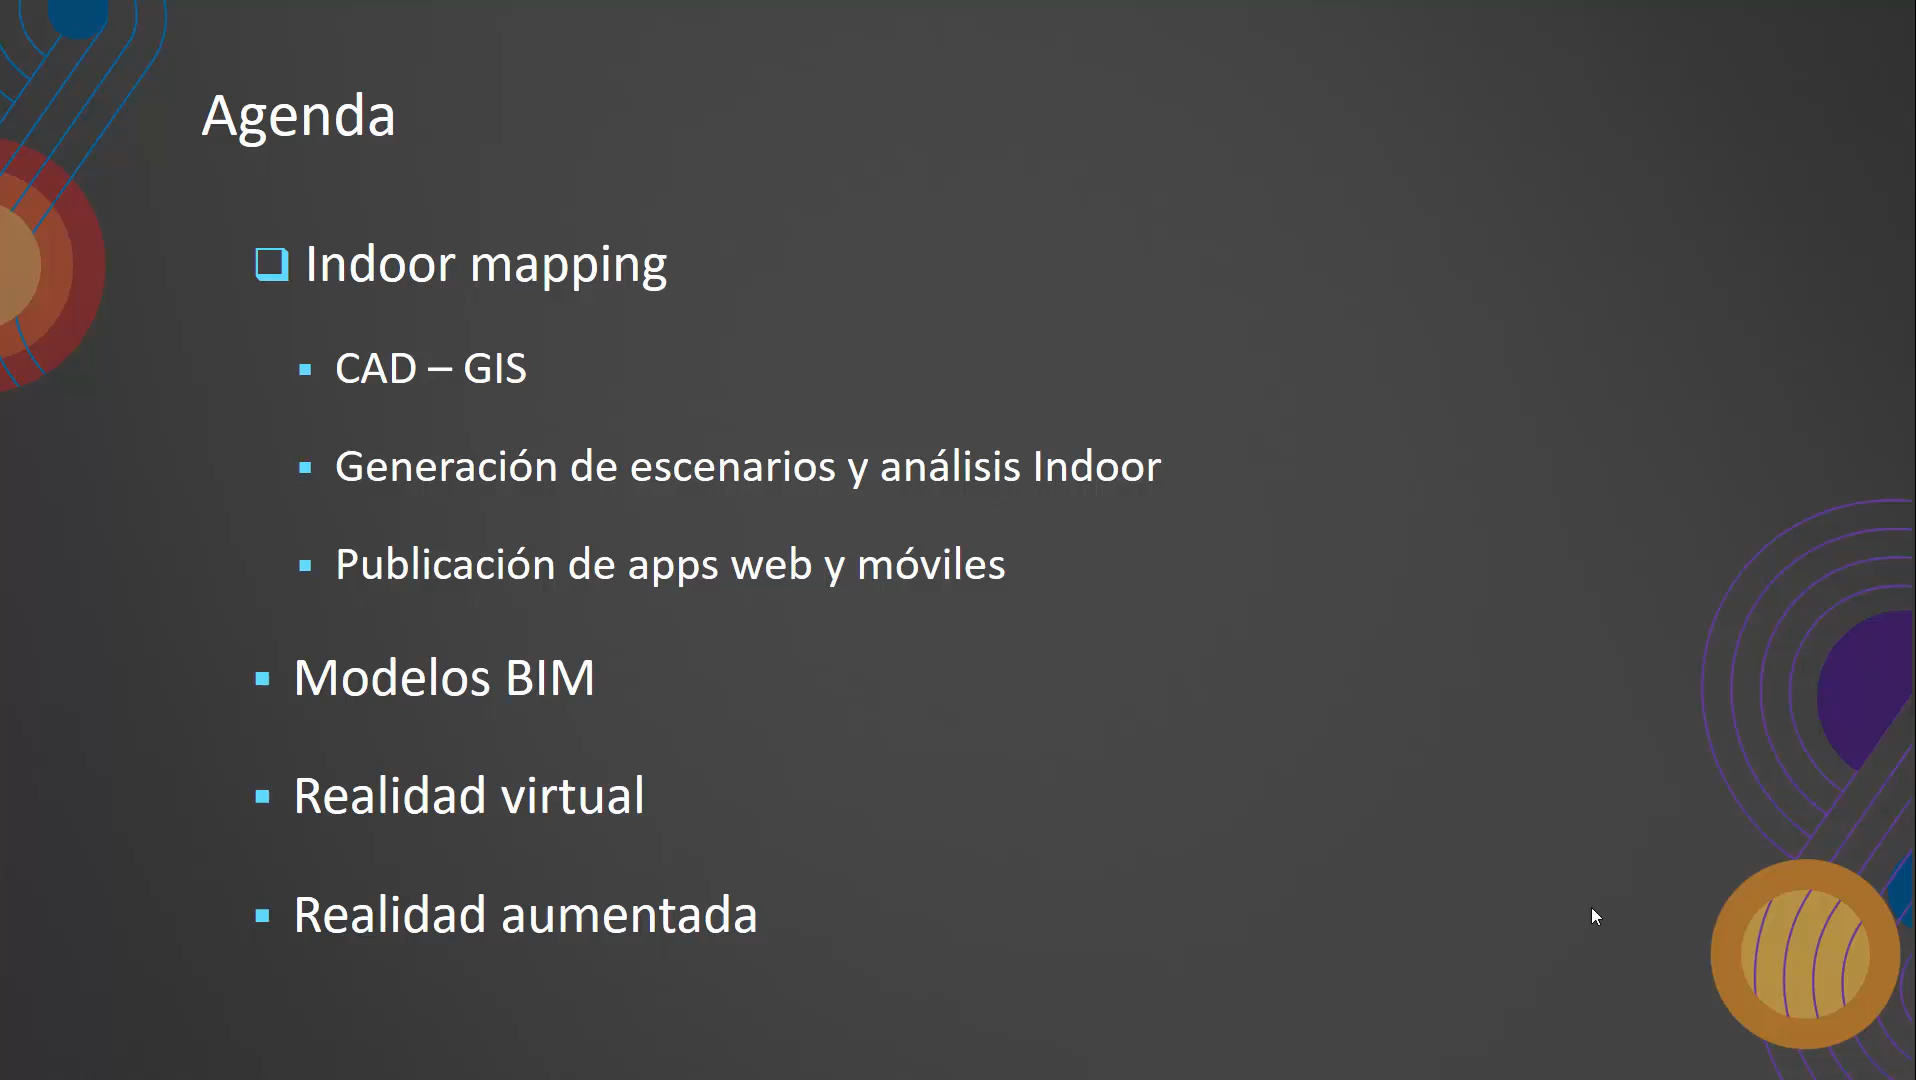 Agenda
Indoor mapping
CAD – GIS
Generación de escenarios y análisis Indoor
Publicación de apps web y móviles
Modelos BIM
Realidad virtual
Realidad aumentada